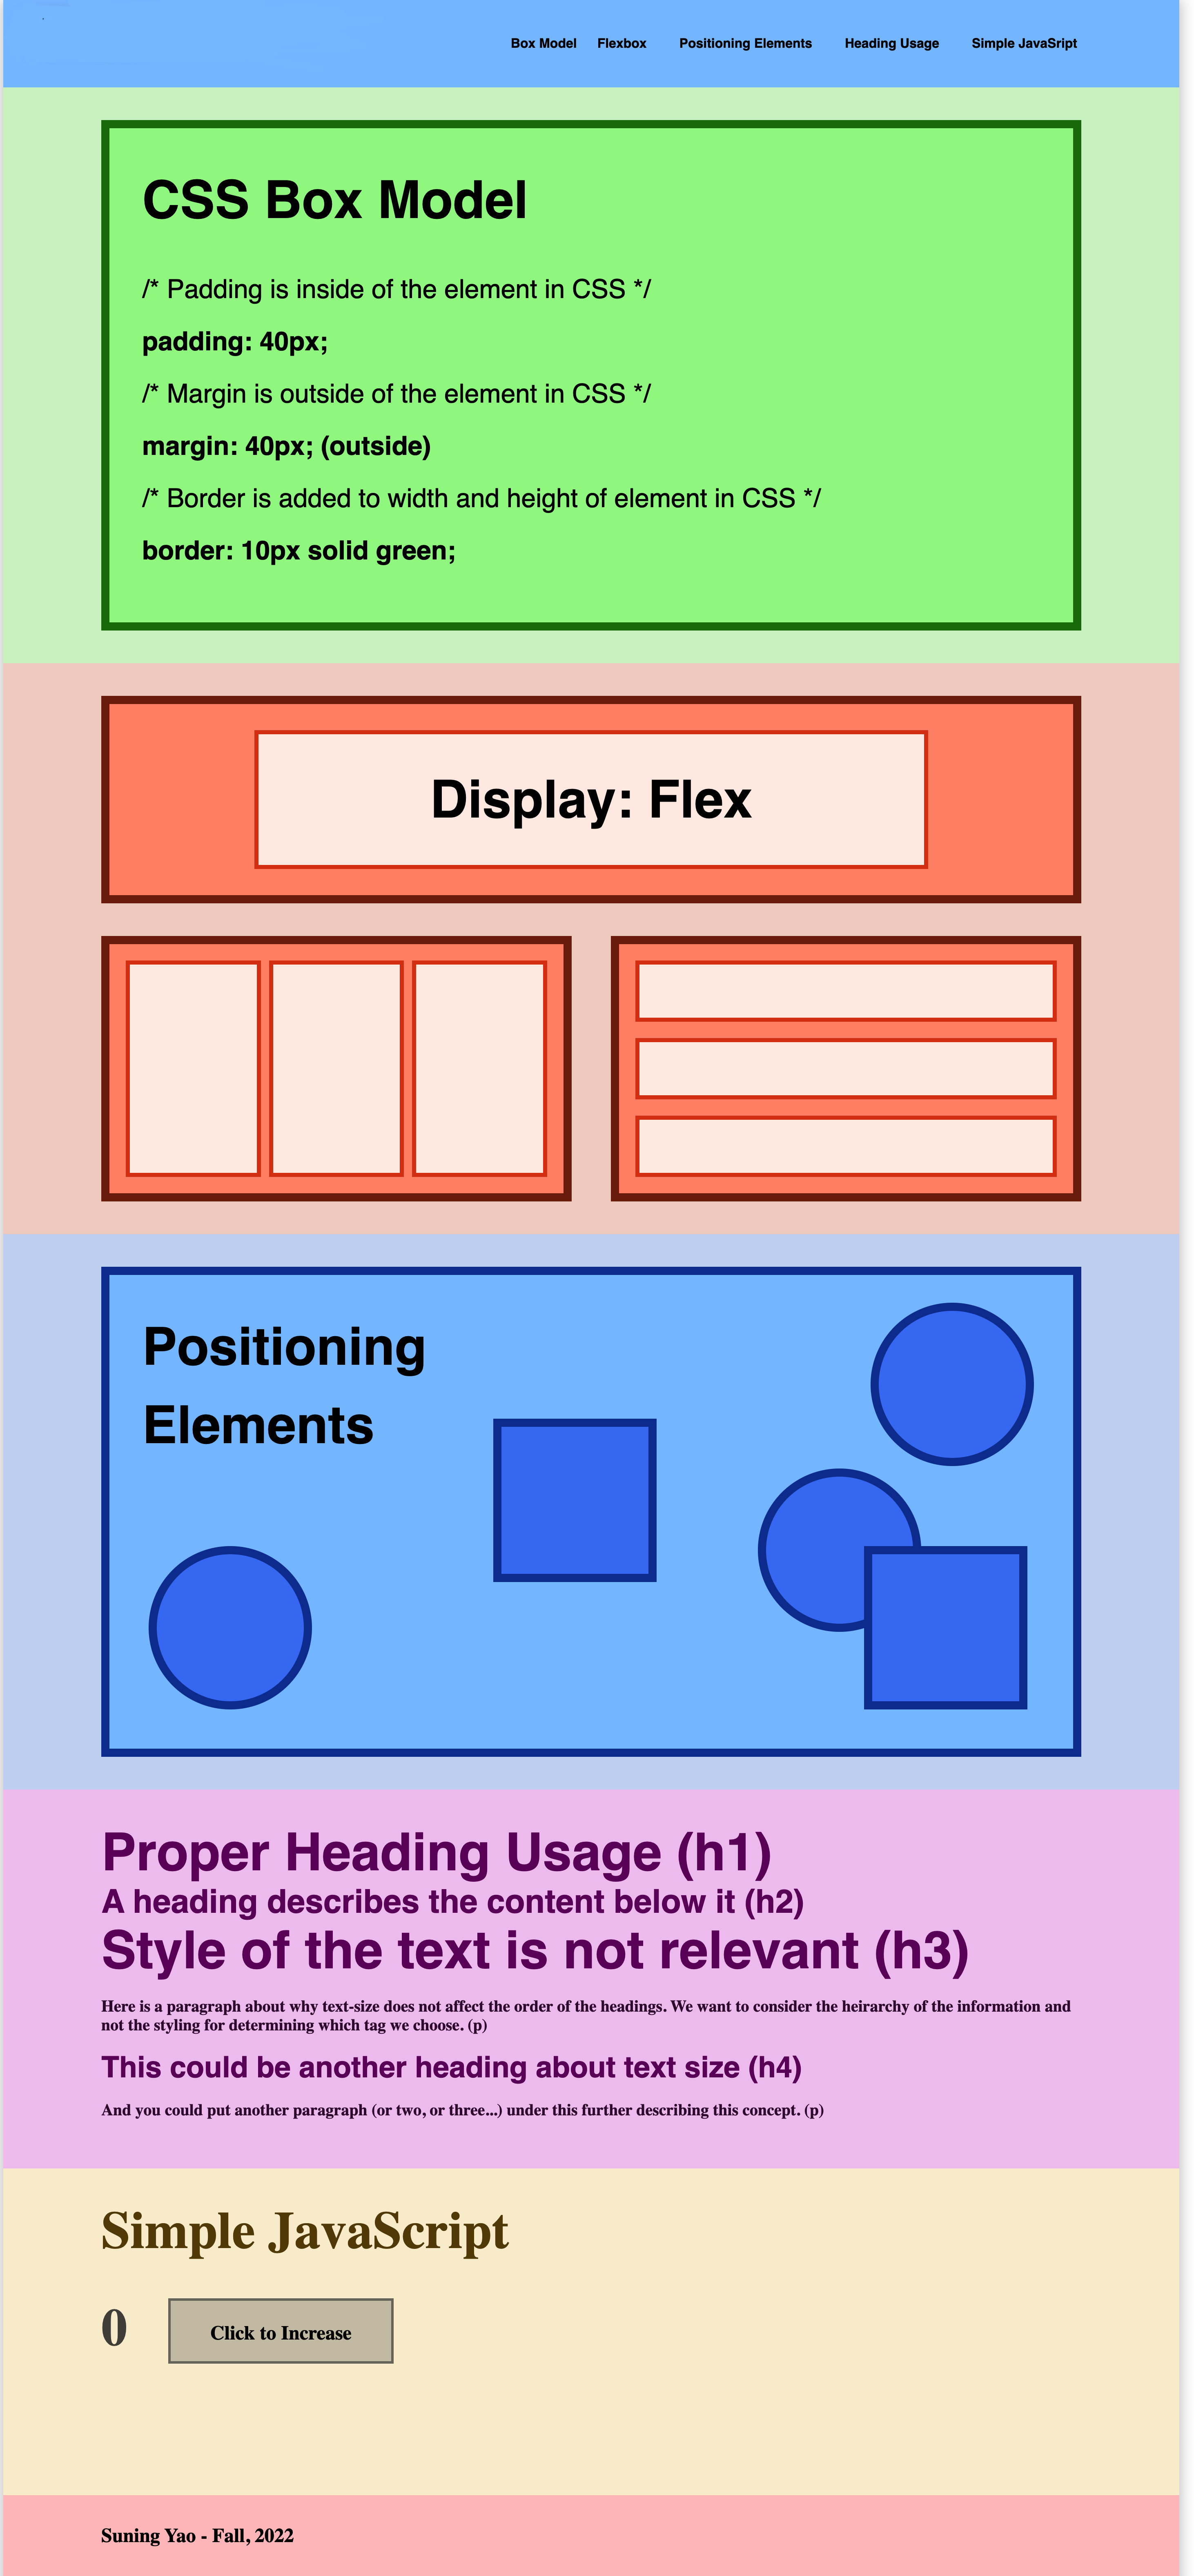 Box Model Flexbox Positioning Elements Heading Usage Simple JavaSript
CSS Box Model
/* Padding is inside of the element in CSS */
padding: 40px;
/* Margin is outside of the element in CSS */
margin: 40px; (outside)
/* Border is added to width and height of element in CSS */
border: 10px solid green;
Display: Flex
Positioning
Elements
Proper Heading Usage (h1)
A heading describes the content below it (h2)
Style of the text is not relevant (h3)
Here is a paragraph about why text-size does not affect the order of the headings. We want to consider the heirarchy of the information and
not the styling for determining which tag we choose. (p)
This could be another heading about text size (h4)
And you could put another paragraph (or two, or three...) under this further describing this concept. (p)
Simple JavaScript
0 Click to Increase
Suning Yao - Fall, 2022